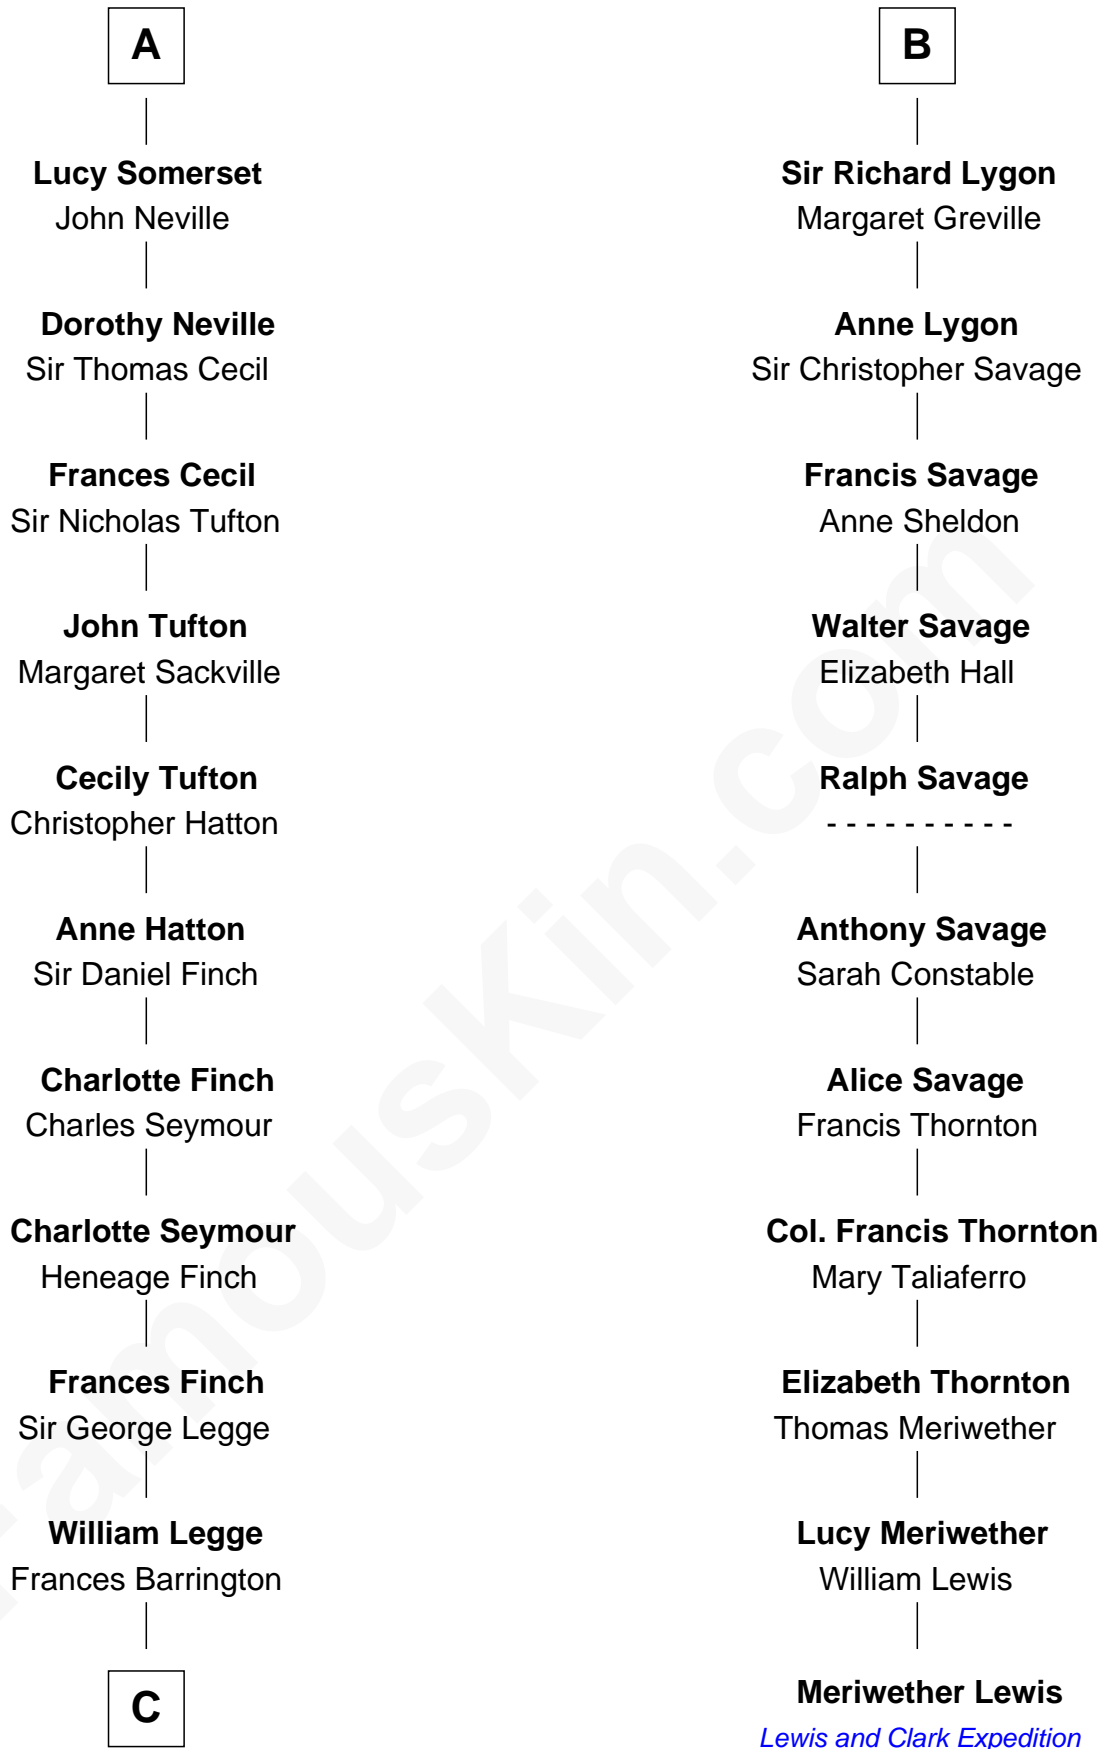 A
Lucy Somerset
John Neville
Dorothy Neville
Sir Thomas Cecil
Frances Cecil
Sir Nicholas Tufton
John Tufton
Margaret Sackville
Cecily Tufton
Christopher Hatton
Anne Hatton
Sir Daniel Finch
Charlotte Finch
Charles Seymour
Charlotte Seymour
Heneage Finch
Frances Finch
Sir George Legge
William Legge
Frances Barrington
C
B
Sir Richard Lygon
Margaret Greville
Anne Lygon
Sir Christopher Savage
Francis Savage
Anne Sheldon
Walter Savage
Elizabeth Hall
Ralph Savage
- - - - - - - - - -
Anthony Savage
Sarah Constable
Alice Savage
Francis Thornton
Col. Francis Thornton
Mary Taliaferro
Elizabeth Thornton
Thomas Meriwether
Lucy Meriwether
William Lewis
Meriwether Lewis
Lewis and Clark Expedition
FamousKin.com